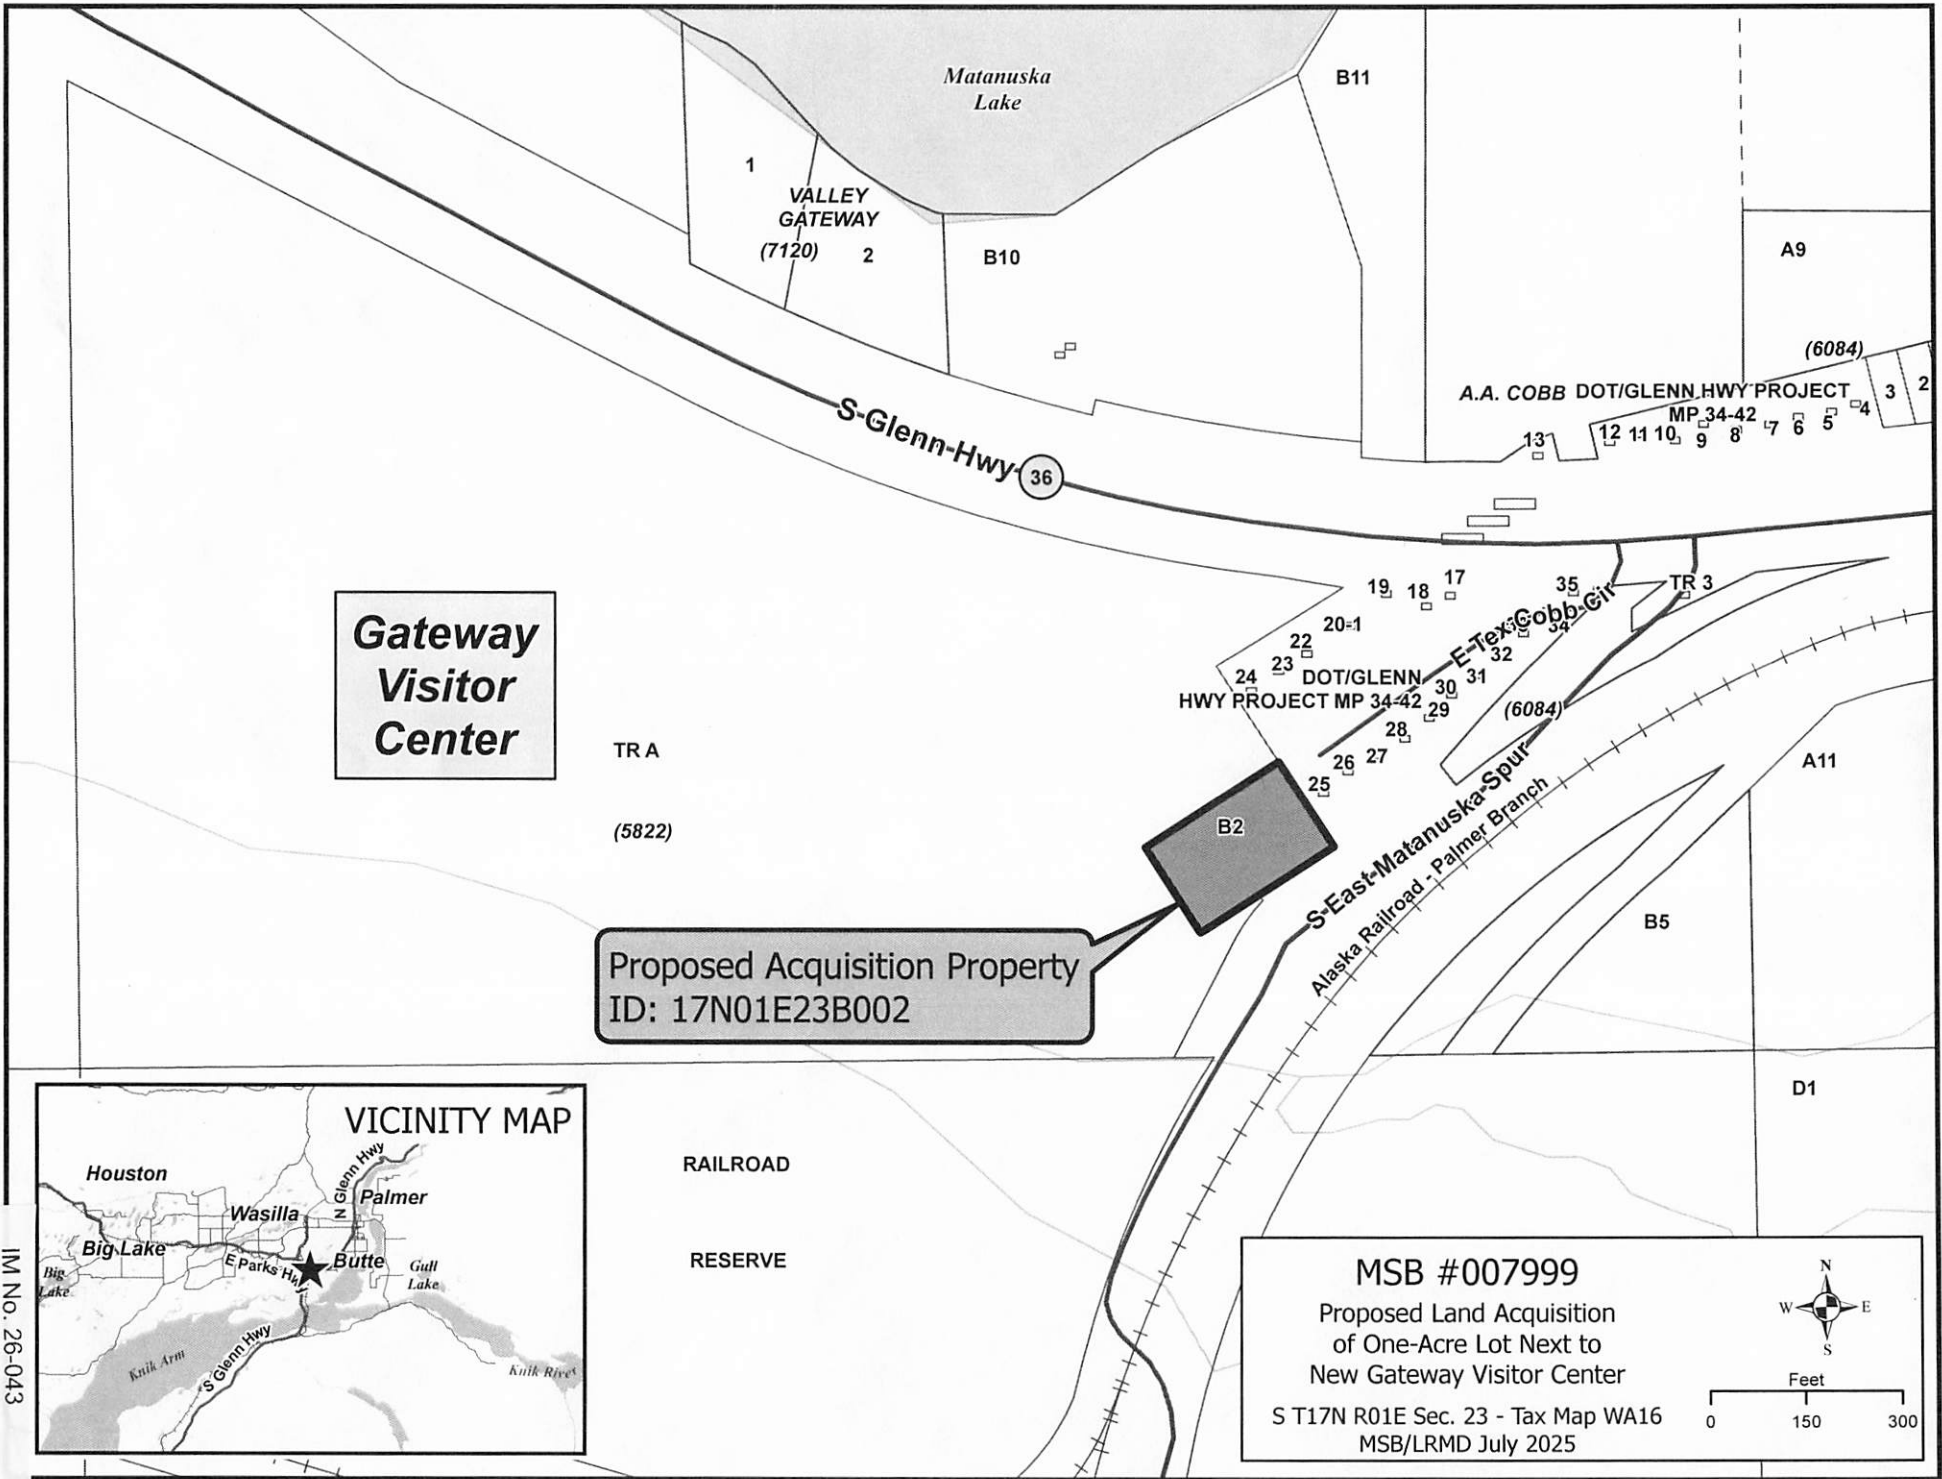 Matanuska
Lake
B11
1
VALLEY
GATEWAY
(7120)
2
B10
A9
(6084)
A.A. COBB
DOT/GLENN HWY PROJECT
MP 34-42
3
2
4
5
6
7
8
9
10
11
12
13
S Glenn Hwy
36
19
18
17
35
TR 3
20
1
E Tex Cobb Cir
34
22
32
23
31
24
DOT/GLENN
HWY PROJECT MP 34-42
30
29
(6084)
28
27
26
25
Gateway
Visitor
Center
TR A
(5822)
B2
S East Matanuska Spur
Alaska Railroad - Palmer Branch
A11
B5
D1
Proposed Acquisition Property
ID: 17N01E23B002
RAILROAD
RESERVE
VICINITY MAP
Houston
N Glenn Hwy
Palmer
Wasilla
Big Lake
E Parks Hwy
Butte
Big
Lake
Gull
Lake
Knik Arm
S Glenn Hwy
Knik River
MSB #007999
Proposed Land Acquisition
of One-Acre Lot Next to
New Gateway Visitor Center
S T17N R01E Sec. 23 - Tax Map WA16
MSB/LRMD July 2025
N
W
E
S
Feet
0
150
300
IM No. 26-043